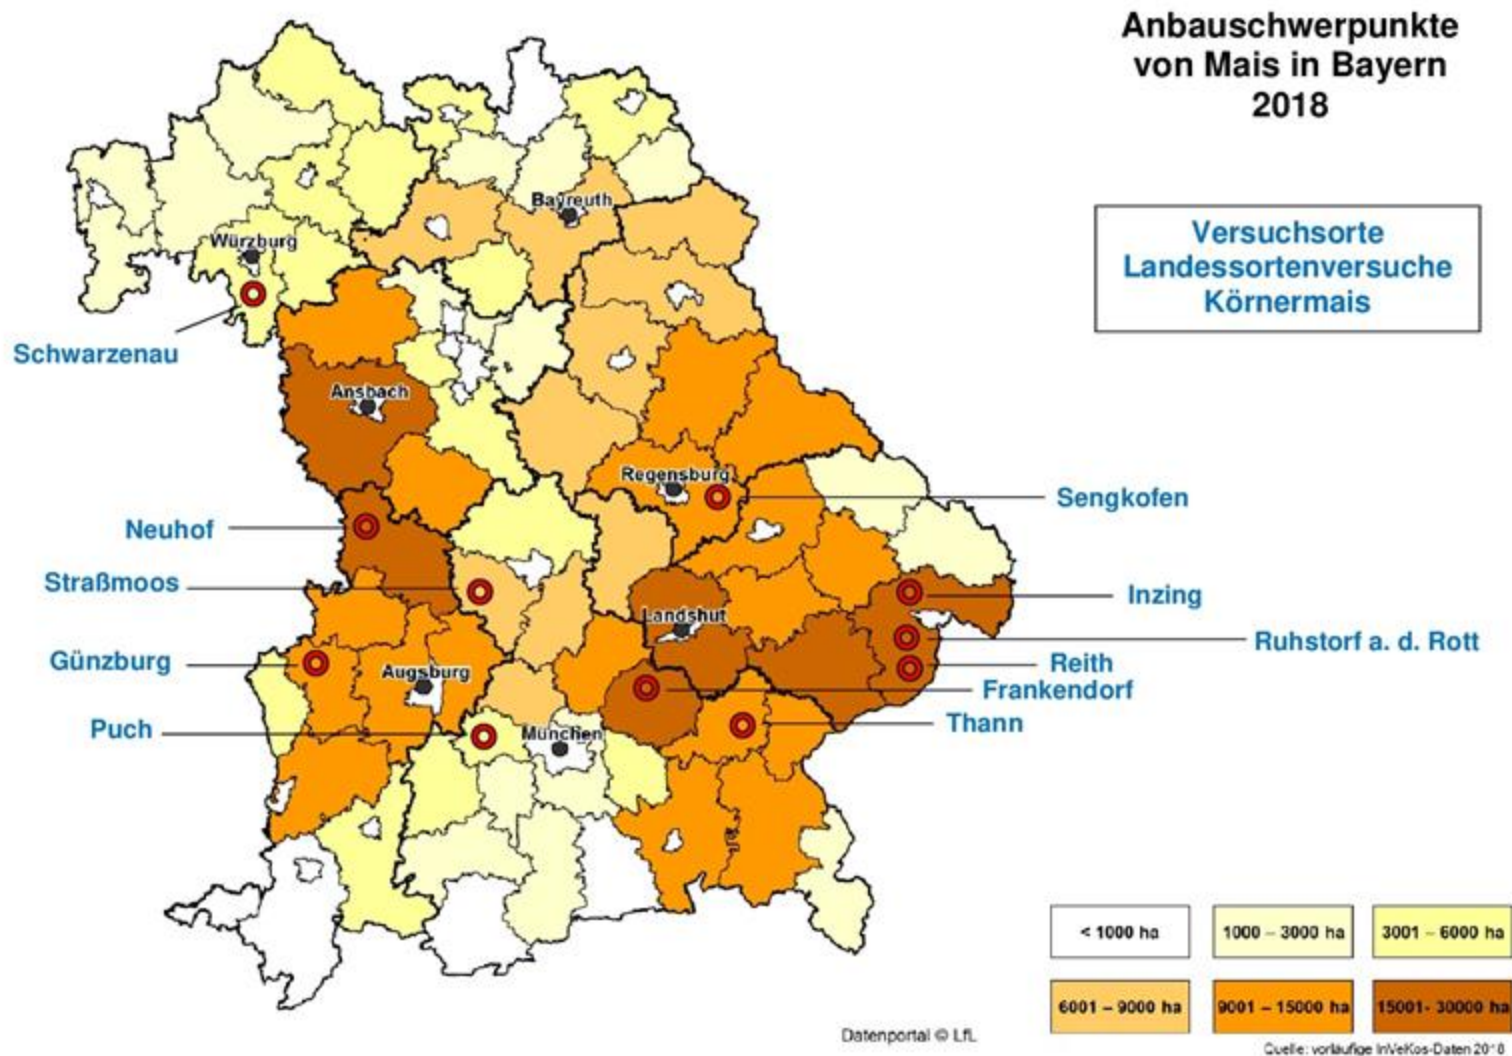 Anbauschwerpunkte
von Mais in Bayern
2018
Versuchsorte
Landessortenversuche
Körnermais
Bayreuth
Würzburg
Schwarzenau
Ansbach
Regensburg
Sengkofen
Neuhof
Straßmoos
Inzing
Landshut
Ruhstorf a. d. Rott
Günzburg
Reith
Augsburg
Frankendorf
Puch
München
Thann
< 1000 ha
1000 – 3000 ha
3001 – 6000 ha
6001 – 9000 ha
9001 – 15000 ha
15001- 30000 ha
Datenportal © LfL
Quelle: vorläufige InVeKos-Daten 2018